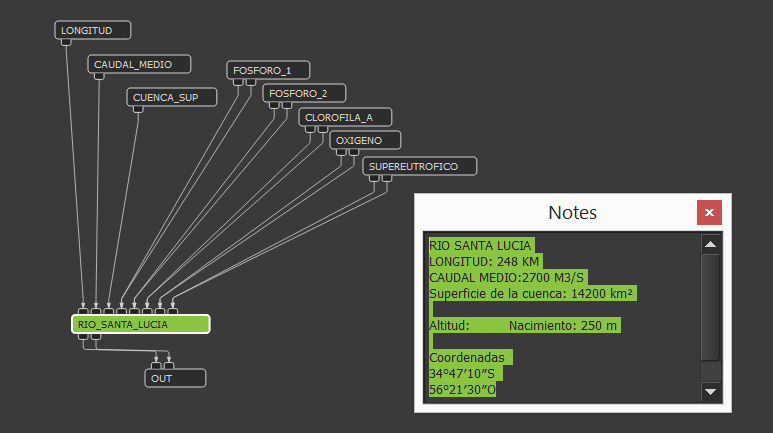 LONGITUD
CAUDAL_MEDIO
CUENCA_SUP
FOSFORO_1
FOSFORO_2
CLOROFILA_A
OXIGENO
SUPEREUTROFICO
RIO_SANTA_LUCIA
OUT
Notes
RIO SANTA LUCIA
LONGITUD: 248 KM
CAUDAL MEDIO:2700 M3/S
Superficie de la cuenca: 14200 km²
Altitud: Nacimiento: 250 m
Coordenadas
34°47′10″S
56°21′30″O